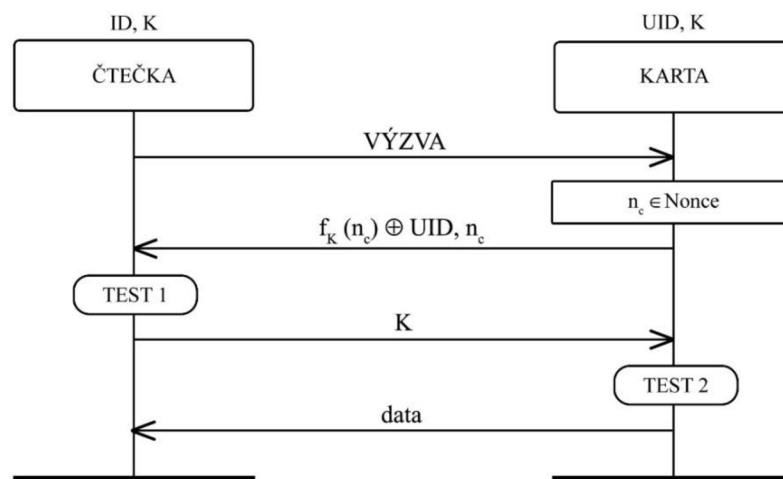 ID, K
UID, K
ČTEČKA
KARTA
VÝZVA
n_c ∈ Nonce
f_K (n_c) ⊕ UID, n_c
TEST 1
K
TEST 2
data